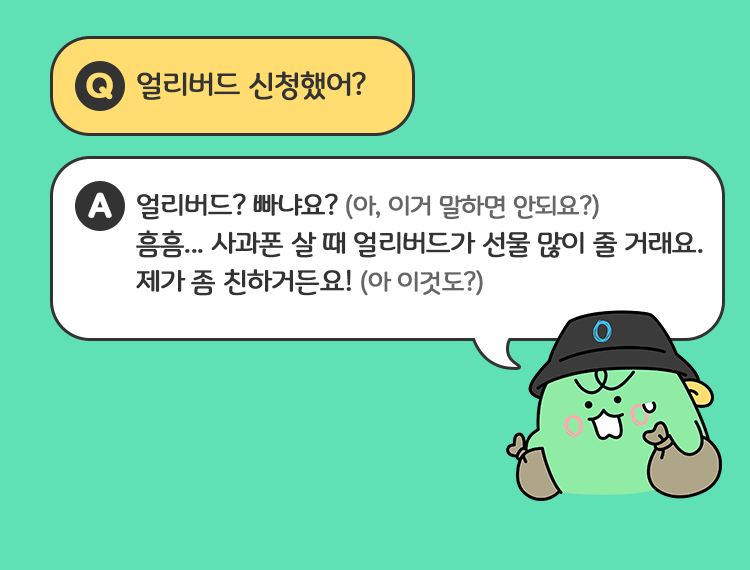 Q 얼리버드 신청했어?
A 얼리버드? 빠냐요? (아, 이거 말하면 안되요?)
흠흠... 사과폰 살 때 얼리버드가 선물 많이 줄 거래요.
제가 좀 친하거든요! (아 이것도?)